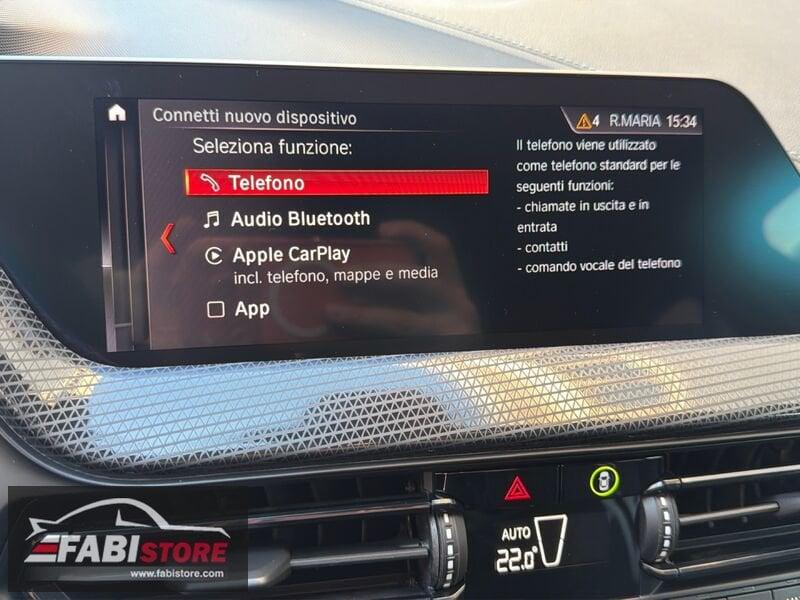 Connetti nuovo dispositivo
4 R.MARIA 15:34
Seleziona funzione:
Telefono
Audio Bluetooth
Apple CarPlay
incl. telefono, mappe e media
App
Il telefono viene utilizzato
come telefono standard per le
seguenti funzioni:
- chiamate in uscita e in
entrata
- contatti
- comando vocale del telefono
AUTO
22.0°
FABISTORE
www.fabistore.com